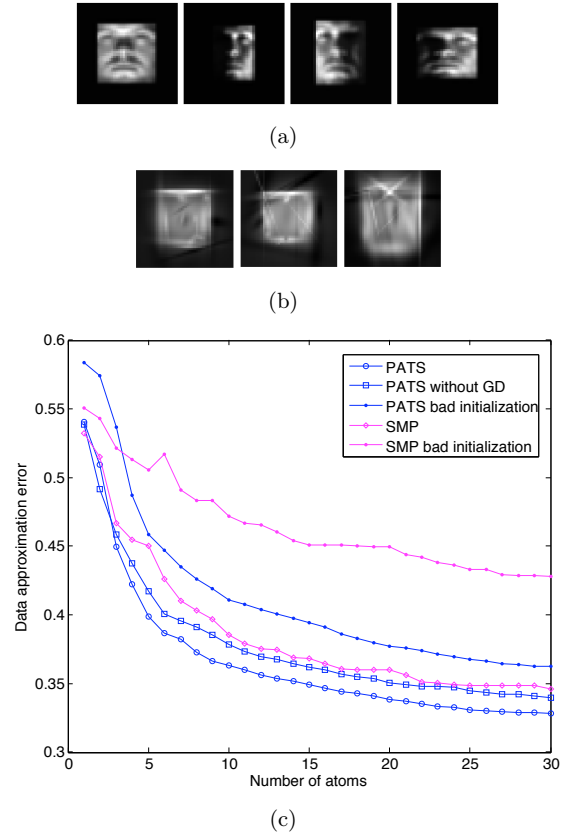 (a)
(b)
0.6
0.55
0.5
0.45
0.4
0.35
0.3
Data approximation error
PATS
PATS without GD
PATS bad initialization
SMP
SMP bad initialization
0 5 10 15 20 25 30
Number of atoms
(c)